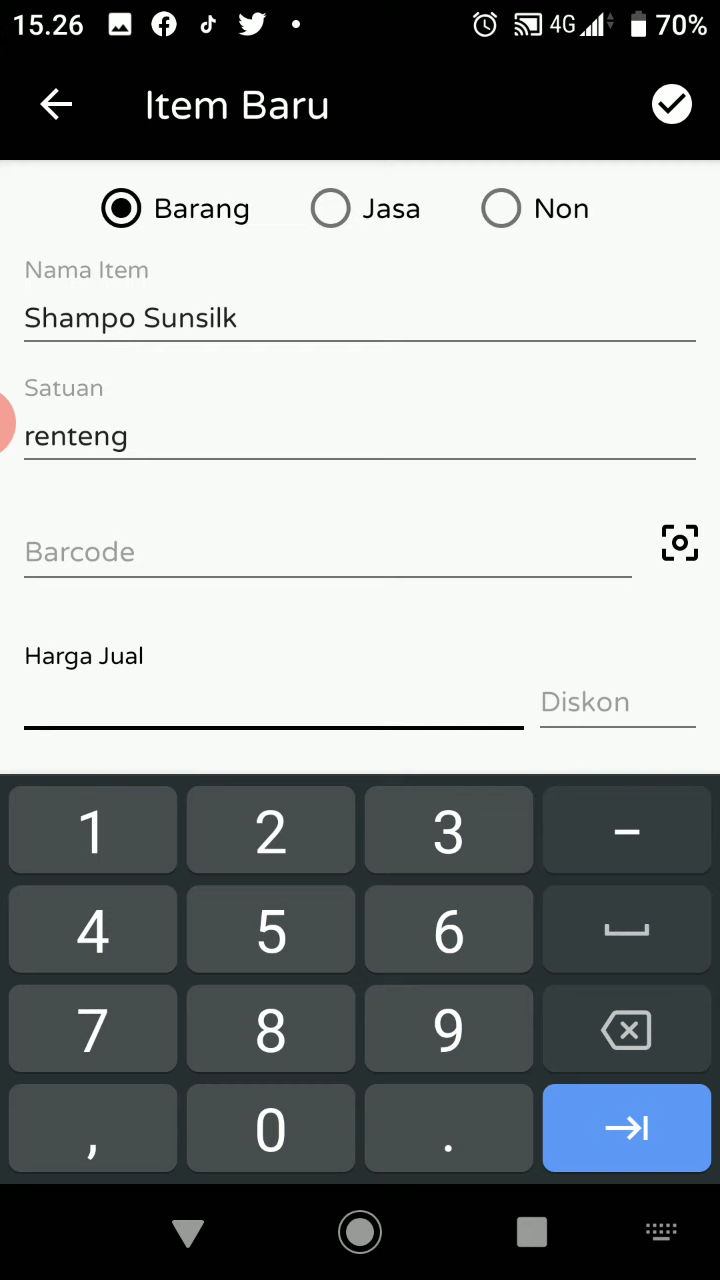 15.26 4G 70%
Item Baru
Barang Jasa Non
Nama Item
Shampo Sunsilk
Satuan
renteng
Barcode
Harga Jual
Diskon
1 2 3 -
4 5 6
7 8 9
, 0 .